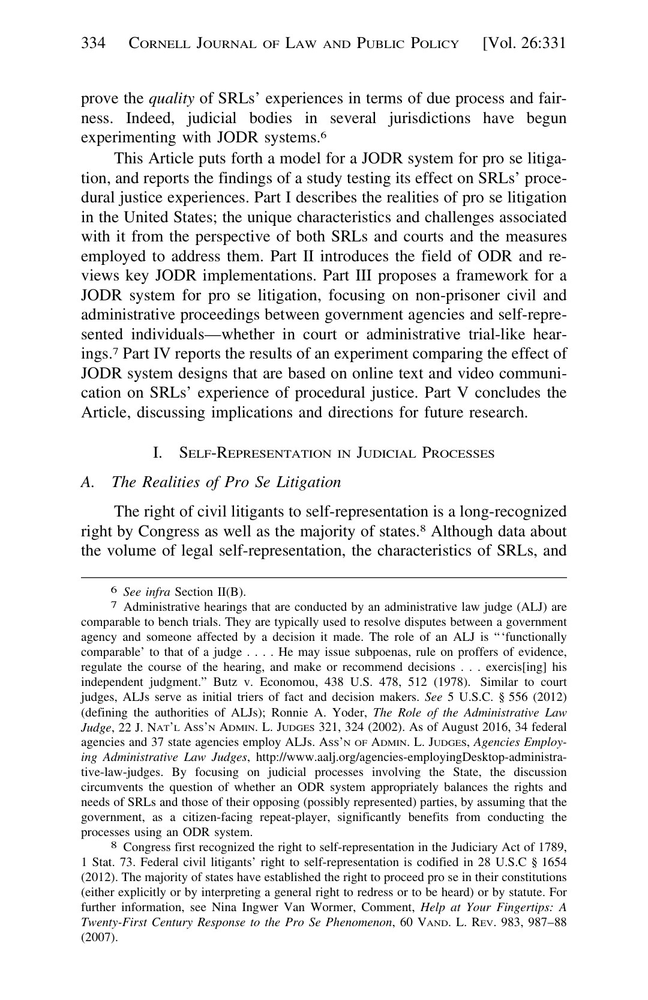 334 CORNELL JOURNAL OF LAW AND PUBLIC POLICY [Vol. 26:331
prove the quality of SRLs’ experiences in terms of due process and fair-
ness. Indeed, judicial bodies in several jurisdictions have begun
experimenting with JODR systems.6
This Article puts forth a model for a JODR system for pro se litiga-
tion, and reports the findings of a study testing its effect on SRLs’ proce-
dural justice experiences. Part I describes the realities of pro se litigation
in the United States; the unique characteristics and challenges associated
with it from the perspective of both SRLs and courts and the measures
employed to address them. Part II introduces the field of ODR and re-
views key JODR implementations. Part III proposes a framework for a
JODR system for pro se litigation, focusing on non-prisoner civil and
administrative proceedings between government agencies and self-repre-
sented individuals—whether in court or administrative trial-like hear-
ings.7 Part IV reports the results of an experiment comparing the effect of
JODR system designs that are based on online text and video communi-
cation on SRLs’ experience of procedural justice. Part V concludes the
Article, discussing implications and directions for future research.
I. SELF-REPRESENTATION IN JUDICIAL PROCESSES
A. The Realities of Pro Se Litigation
The right of civil litigants to self-representation is a long-recognized
right by Congress as well as the majority of states.8 Although data about
the volume of legal self-representation, the characteristics of SRLs, and
6 See infra Section II(B).
7 Administrative hearings that are conducted by an administrative law judge (ALJ) are
comparable to bench trials. They are typically used to resolve disputes between a government
agency and someone affected by a decision it made. The role of an ALJ is “‘functionally
comparable’ to that of a judge . . . . He may issue subpoenas, rule on proffers of evidence,
regulate the course of the hearing, and make or recommend decisions . . . exercis[ing] his
independent judgment.” Butz v. Economou, 438 U.S. 478, 512 (1978). Similar to court
judges, ALJs serve as initial triers of fact and decision makers. See 5 U.S.C. § 556 (2012)
(defining the authorities of ALJs); Ronnie A. Yoder, The Role of the Administrative Law
Judge, 22 J. NAT’L ASS’N ADMIN. L. JUDGES 321, 324 (2002). As of August 2016, 34 federal
agencies and 37 state agencies employ ALJs. ASS’N OF ADMIN. L. JUDGES, Agencies Employ-
ing Administrative Law Judges, http://www.aalj.org/agencies-employingDesktop-administra-
tive-law-judges. By focusing on judicial processes involving the State, the discussion
circumvents the question of whether an ODR system appropriately balances the rights and
needs of SRLs and those of their opposing (possibly represented) parties, by assuming that the
government, as a citizen-facing repeat-player, significantly benefits from conducting the
processes using an ODR system.
8 Congress first recognized the right to self-representation in the Judiciary Act of 1789,
1 Stat. 73. Federal civil litigants’ right to self-representation is codified in 28 U.S.C § 1654
(2012). The majority of states have established the right to proceed pro se in their constitutions
(either explicitly or by interpreting a general right to redress or to be heard) or by statute. For
further information, see Nina Ingwer Van Wormer, Comment, Help at Your Fingertips: A
Twenty-First Century Response to the Pro Se Phenomenon, 60 VAND. L. REV. 983, 987–88
(2007).